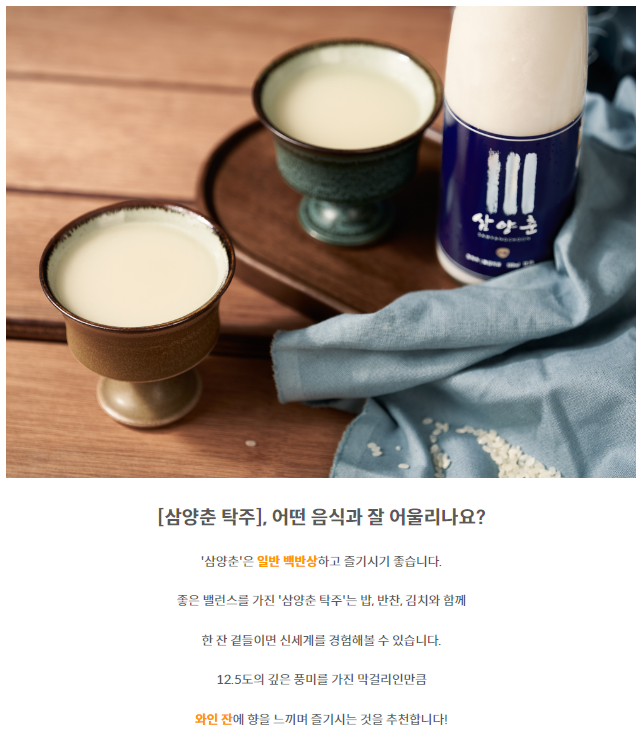 삼양춘
[삼양춘 탁주], 어떤 음식과 잘 어울리나요?
'삼양춘'은 일반 백반상하고 즐기시기 좋습니다.
좋은 밸런스를 가진 '삼양춘 탁주'는 밥, 반찬, 김치와 함께
한 잔 곁들이면 신세계를 경험해볼 수 있습니다.
12.5도의 깊은 풍미를 가진 막걸리인만큼
와인 잔에 향을 느끼며 즐기시는 것을 추천합니다!